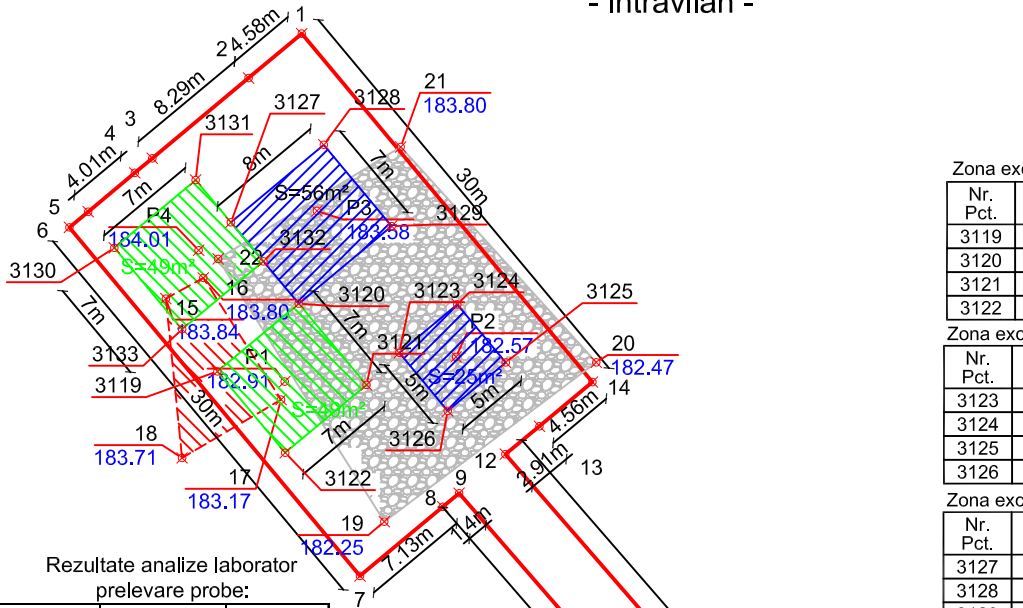 - Intravilan -
1
4.58m
2
21
183.80
8.29m
3127
3128
3
3131
4
4.01m
8m
7m
30m
7m
S=56m²
5
P4
P3
3129
6
184.01
183.58
3132
22
S=49m²
3130
3124
16
3123
3125
3120
7m
15
183.80
7m
P2
183.84
3121
182.57
20
3133
P1
182.47
3119
182.91
S=25m²
14
5m
5m
30m
S=49m²
4.56m
7m
3126
18
12
183.71
13
17
2.91m
3122
9
183.17
8
1.4m
19
182.25
7.13m
7
Rezultate analize laborator
prelevare probe:
Zona exc
Nr.
Pct.
3119
3120
3121
3122
Zona exc
Nr.
Pct.
3123
3124
3125
3126
Zona exc
Nr.
Pct.
3127
3128